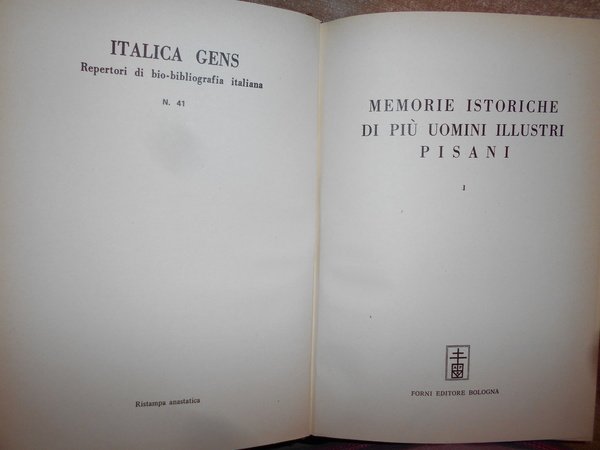 ITALICA GENS
Repertori di bio-bibliografia italiana
N. 41
Ristampa anastatica
MEMORIE ISTORICHE
DI PIÙ UOMINI ILLUSTRI
PISANI
I
FORNI EDITORE BOLOGNA